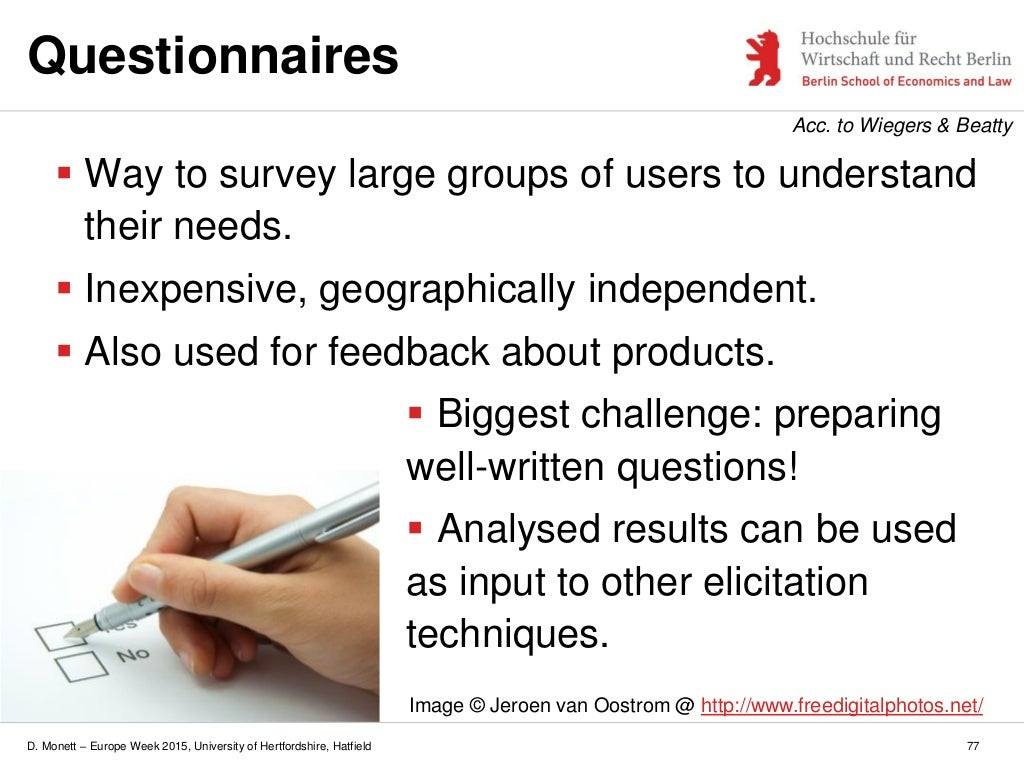 Questionnaires
Hochschule für
Wirtschaft und Recht Berlin
Berlin School of Economics and Law
Acc. to Wiegers & Beatty
▪ Way to survey large groups of users to understand
their needs.
▪ Inexpensive, geographically independent.
▪ Also used for feedback about products.
▪ Biggest challenge: preparing
well-written questions!
▪ Analysed results can be used
as input to other elicitation
techniques.
Yes
No
Image © Jeroen van Oostrom @ http://www.freedigitalphotos.net/
D. Monett – Europe Week 2015, University of Hertfordshire, Hatfield
77